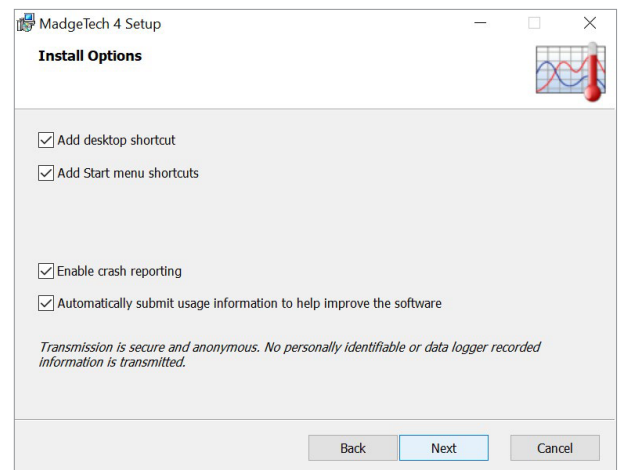 MadgeTech 4 Setup
Install Options
Add desktop shortcut
Add Start menu shortcuts
Enable crash reporting
Automatically submit usage information to help improve the software
Transmission is secure and anonymous. No personally identifiable or data logger recorded
information is transmitted.
Back Next Cancel